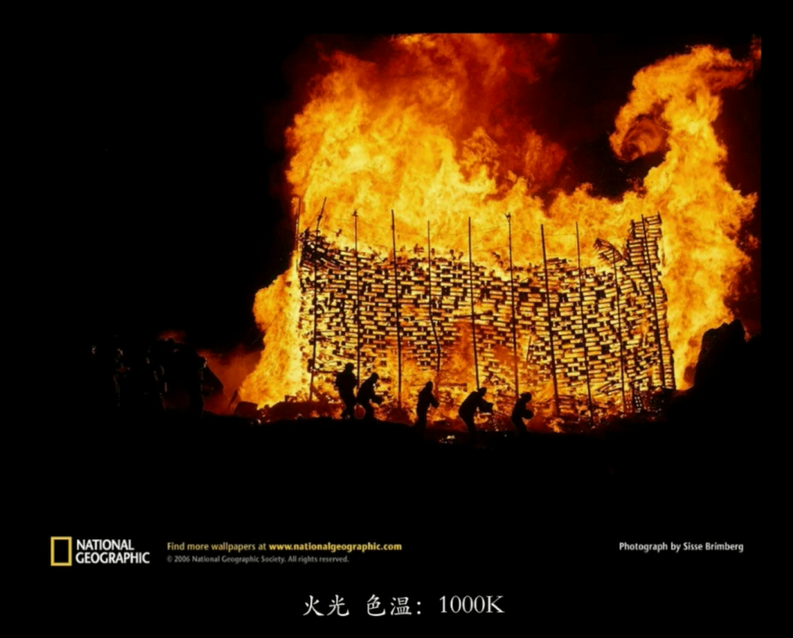 NATIONAL
GEOGRAPHIC
Find more wallpapers at www.nationalgeographic.com
© 2006 National Geographic Society. All rights reserved.
Photograph by Sisse Brimberg
火光 色温：1000K